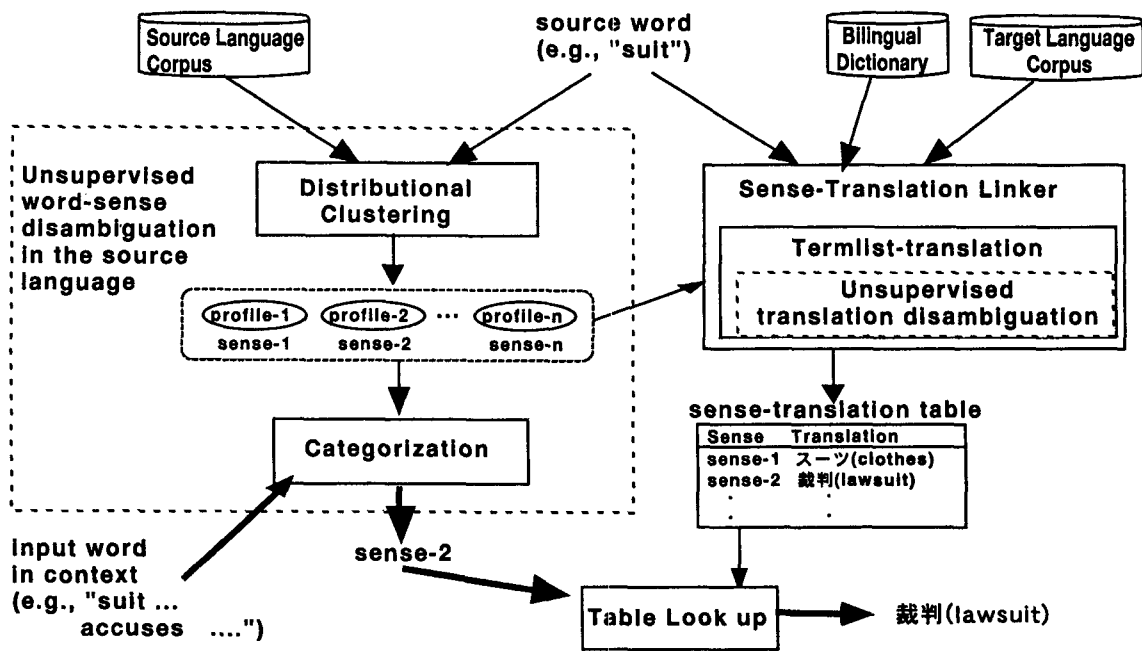 Source Language
Corpus
source word
(e.g., "suit")
Bilingual
Dictionary
Target Language
Corpus
Unsupervised
word-sense
disambiguation
in the source
language
Distributional
Clustering
profile-1 profile-2 ··· profile-n
sense-1 sense-2 sense-n
Categorization
Sense-Translation Linker
Termlist-translation
Unsupervised
translation disambiguation
sense-translation table
Sense Translation
sense-1 スーツ(clothes)
sense-2 裁判(lawsuit)
. .
. .
input word
in context
(e.g., "suit ...
accuses ....")
sense-2
Table Look up
裁判(lawsuit)